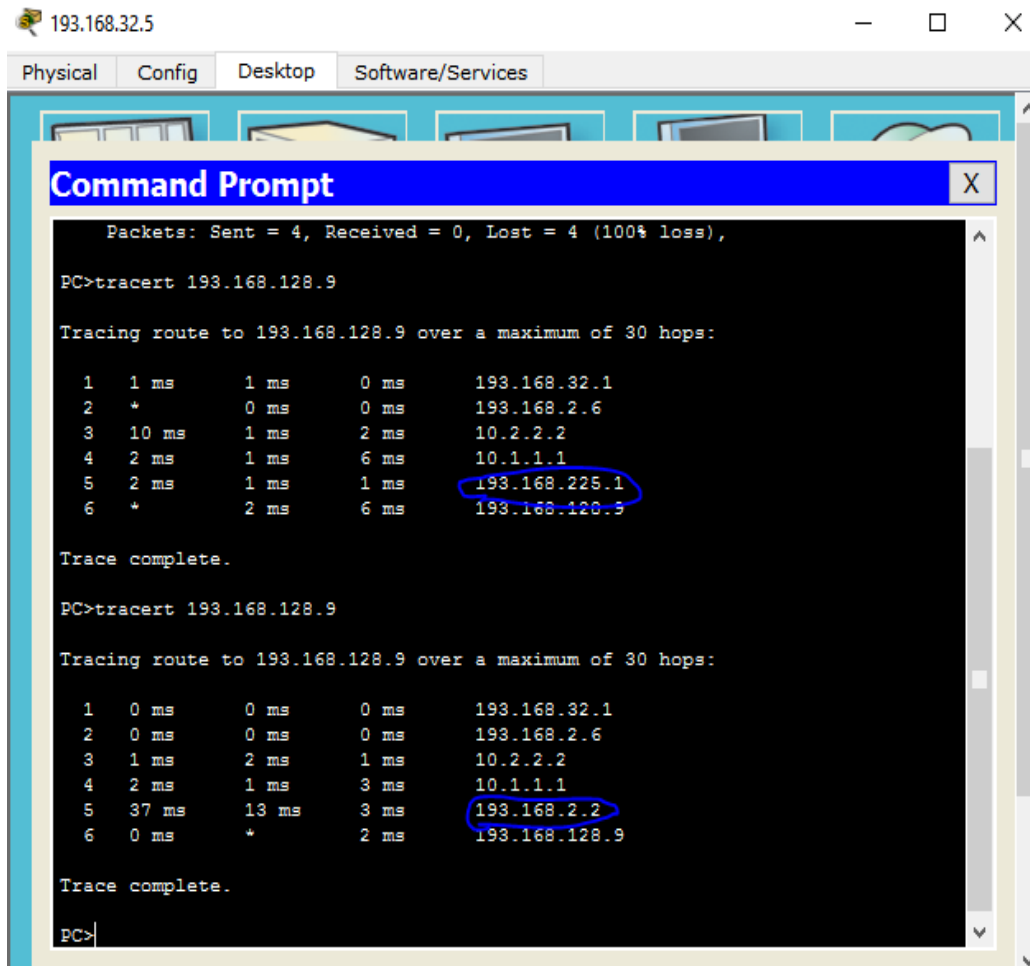 193.168.32.5
Physical Config Desktop Software/Services
Command Prompt X
Packets: Sent = 4, Received = 0, Lost = 4 (100% loss),
PC>tracert 193.168.128.9
Tracing route to 193.168.128.9 over a maximum of 30 hops:
1 1 ms 1 ms 0 ms 193.168.32.1
2 * 0 ms 0 ms 193.168.2.6
3 10 ms 1 ms 2 ms 10.2.2.2
4 2 ms 1 ms 6 ms 10.1.1.1
5 2 ms 1 ms 1 ms 193.168.225.1
6 * 2 ms 6 ms 193.168.128.9
Trace complete.
PC>tracert 193.168.128.9
Tracing route to 193.168.128.9 over a maximum of 30 hops:
1 0 ms 0 ms 0 ms 193.168.32.1
2 0 ms 0 ms 0 ms 193.168.2.6
3 1 ms 2 ms 1 ms 10.2.2.2
4 2 ms 1 ms 3 ms 10.1.1.1
5 37 ms 13 ms 3 ms 193.168.2.2
6 0 ms * 2 ms 193.168.128.9
Trace complete.
PC>